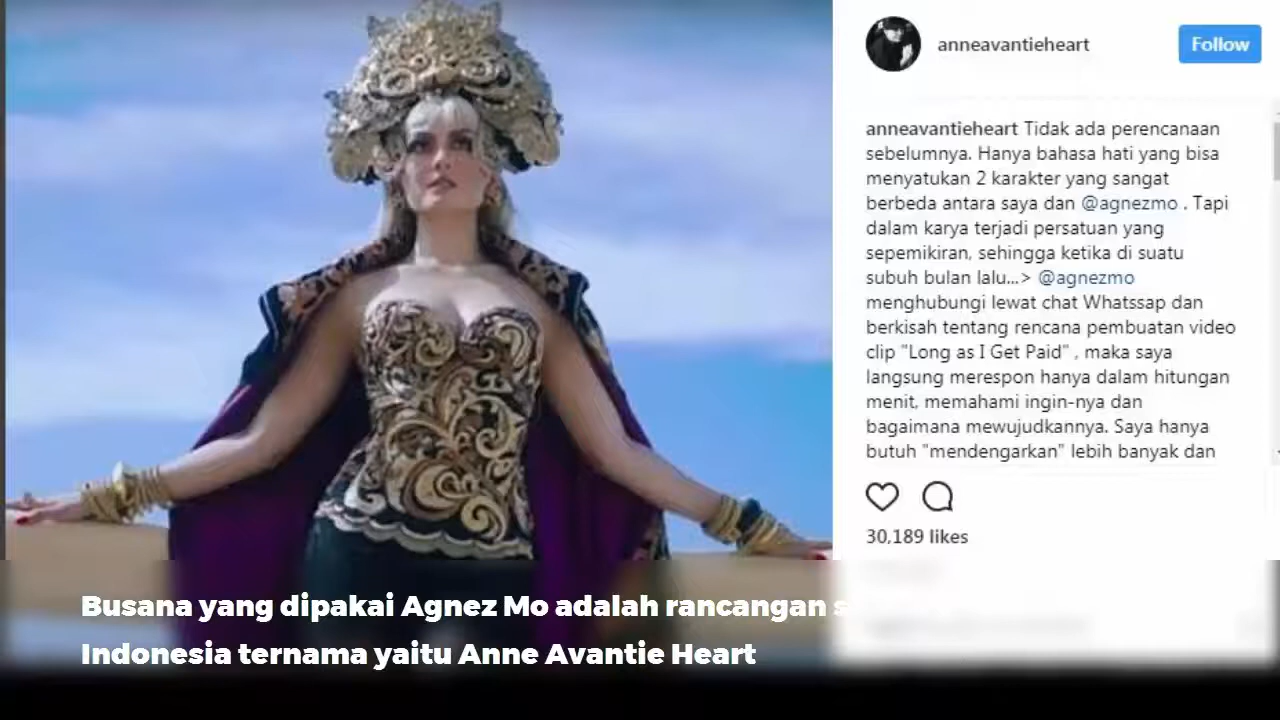 anneavantieheart
Follow
anneavantieheart Tidak ada perencanaan
sebelumnya. Hanya bahasa hati yang bisa
menyatukan 2 karakter yang sangat
berbeda antara saya dan @agnezmo . Tapi
dalam karya terjadi persatuan yang
sepemikiran, sehingga ketika di suatu
subuh bulan lalu...> @agnezmo
menghubungi lewat chat Whatssap dan
berkisah tentang rencana pembuatan video
clip "Long as I Get Paid" , maka saya
langsung merespon hanya dalam hitungan
menit, memahami ingin-nya dan
bagaimana mewujudkannya. Saya hanya
butuh "mendengarkan" lebih banyak dan
30,189 likes
Busana yang dipakai Agnez Mo adalah rancangan
Indonesia ternama yaitu Anne Avantie Heart